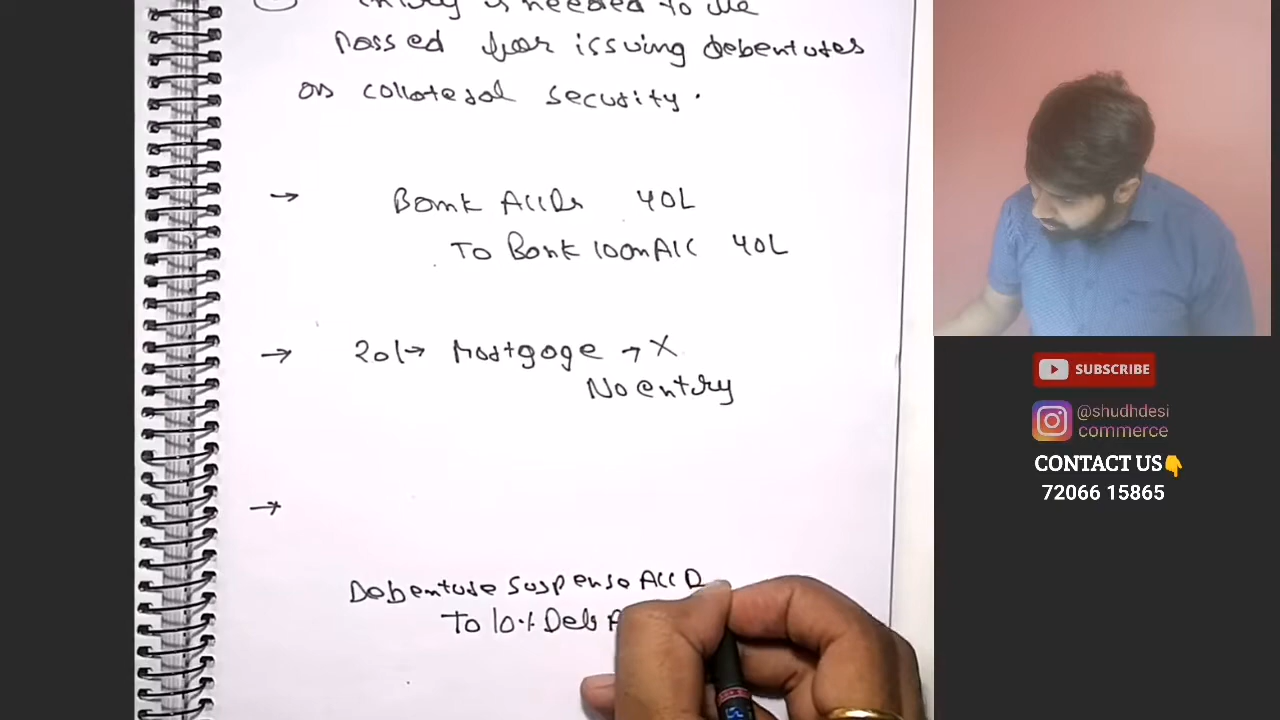 is needed to be
passed for issuing debentures
as collateral security.
→ Bank A/c Dr 40L
To Bank loan A/c 40L
→ 20L→ Mortgage → X
No entry
→
Debenture Suspense A/c D
To 10% Deb A
SUBSCRIBE
@shudhdesi
commerce
CONTACT US👇
72066 15865